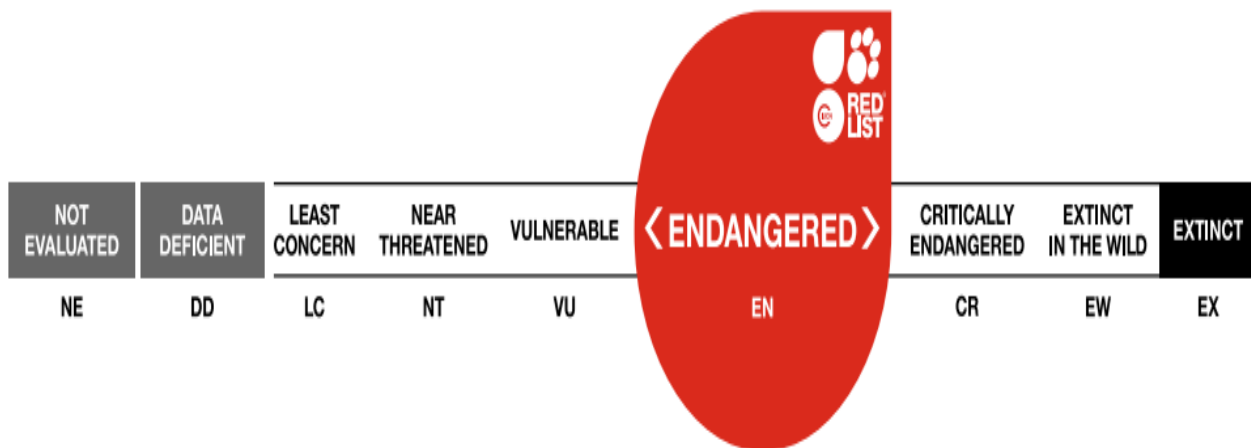 RED
LIST
NOT
EVALUATED
DATA
DEFICIENT
LEAST
CONCERN
NEAR
THREATENED
VULNERABLE
<ENDANGERED>
CRITICALLY
ENDANGERED
EXTINCT
IN THE WILD
EXTINCT
NE
DD
LC
NT
VU
EN
CR
EW
EX